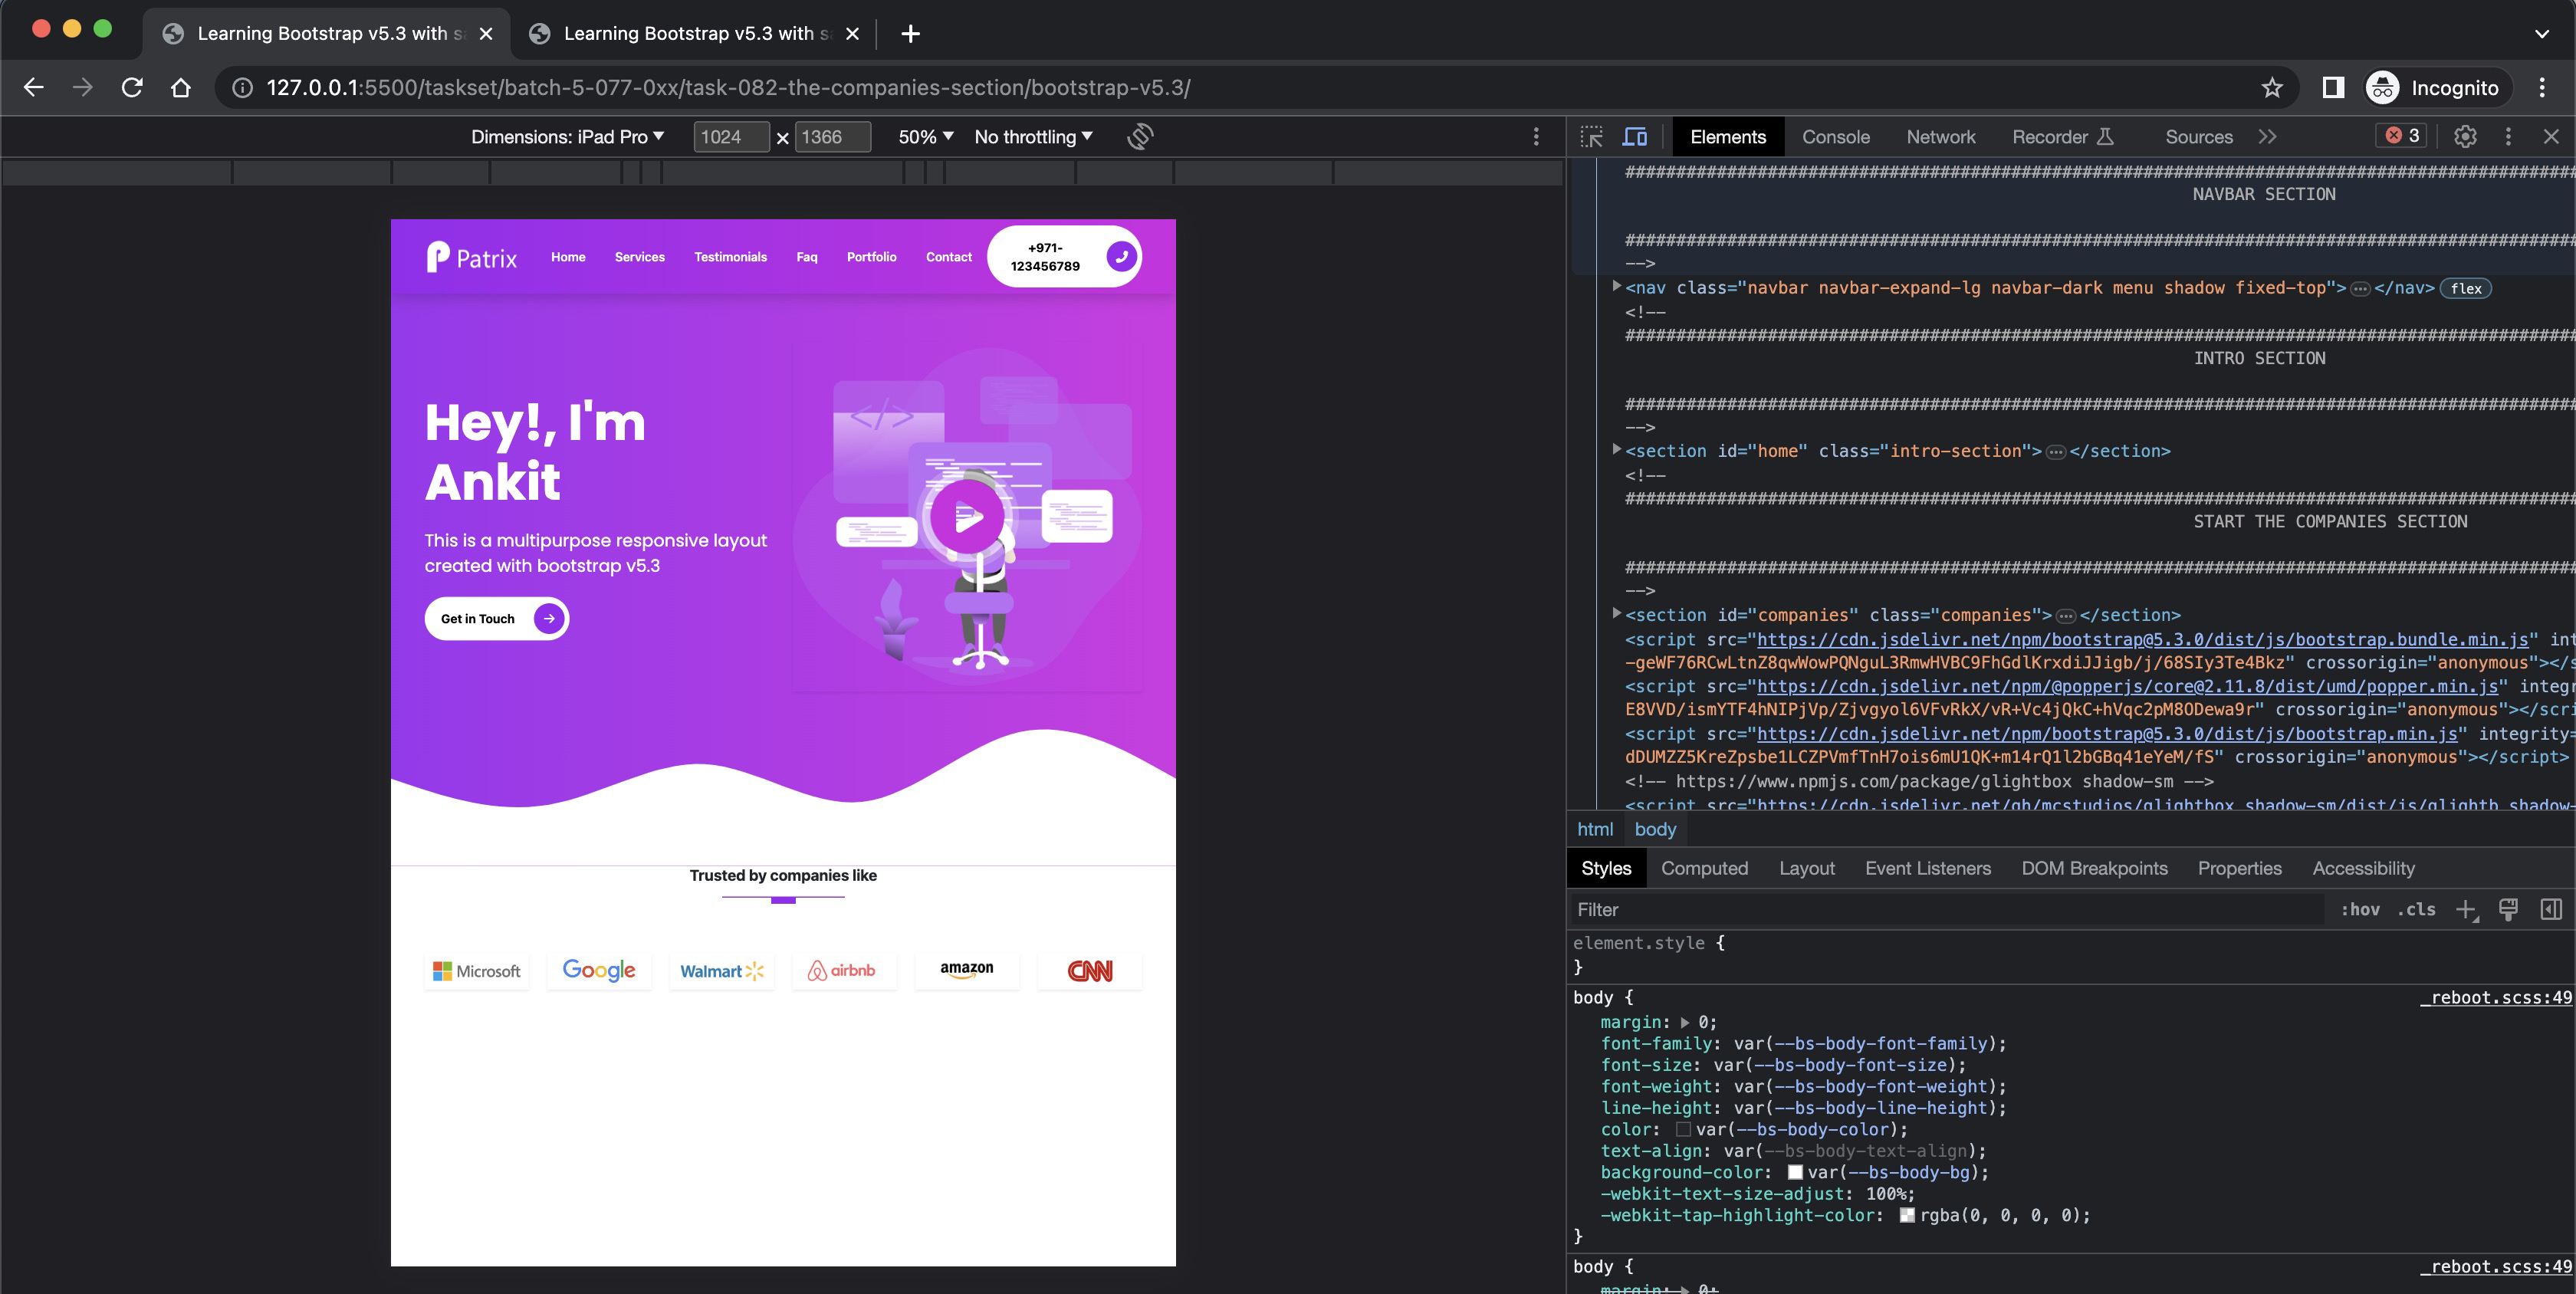 Learning Bootstrap v5.3 with sa
Learning Bootstrap v5.3 with sa
127.0.0.1:5500/taskset/batch-5-077-0xx/task-082-the-companies-section/bootstrap-v5.3/
Incognito
Dimensions: iPad Pro 1024 × 1366 50% No throttling
Elements Console Network Recorder Sources 3
Patrix Home Services Testimonials Faq Portfolio Contact
+971-
123456789
Hey!, I'm
Ankit
</>
This is a multipurpose responsive layout
created with bootstrap v5.3
Get in Touch
Trusted by companies like
Microsoft Google Walmart airbnb amazon CNN
NAVBAR SECTION
-->
<nav class="navbar navbar-expand-lg navbar-dark menu shadow fixed-top">…</nav> flex
<!--
INTRO SECTION
-->
<section id="home" class="intro-section">…</section>
<!--
START THE COMPANIES SECTION
-->
<section id="companies" class="companies">…</section>
<script src="https://cdn.jsdelivr.net/npm/bootstrap@5.3.0/dist/js/bootstrap.bundle.min.js" int
-geWF76RCwLtnZ8qwWowPQNguL3RmwHVBC9FhGdlKrxdiJJigb/j/68SIy3Te4Bkz" crossorigin="anonymous"></s
<script src="https://cdn.jsdelivr.net/npm/@popperjs/core@2.11.8/dist/umd/popper.min.js" integr
E8VVD/ismYTF4hNIPjVp/Zjvgyol6VFvRkX/vR+Vc4jQkC+hVqc2pM8ODewa9r" crossorigin="anonymous"></scri
<script src="https://cdn.jsdelivr.net/npm/bootstrap@5.3.0/dist/js/bootstrap.min.js" integrity=
dDUMZZ5KreZpsbe1LCZPVmfTnH7ois6mU1QK+m14rQ1l2bGBq41eYeM/fS" crossorigin="anonymous"></script>
<!-- https://www.npmjs.com/package/glightbox shadow-sm -->
<script src="https://cdn.jsdelivr.net/gh/mcstudios/glightbox shadow-sm/dist/js/glightb shadow-
html body
Styles Computed Layout Event Listeners DOM Breakpoints Properties Accessibility
Filter :hov .cls
element.style {
}
body { _reboot.scss:49
margin: 0;
font-family: var(--bs-body-font-family);
font-size: var(--bs-body-font-size);
font-weight: var(--bs-body-font-weight);
line-height: var(--bs-body-line-height);
color: var(--bs-body-color);
text-align: var(--bs-body-text-align);
background-color: var(--bs-body-bg);
-webkit-text-size-adjust: 100%;
-webkit-tap-highlight-color: rgba(0, 0, 0, 0);
}
body { _reboot.scss:49
margin: 0;